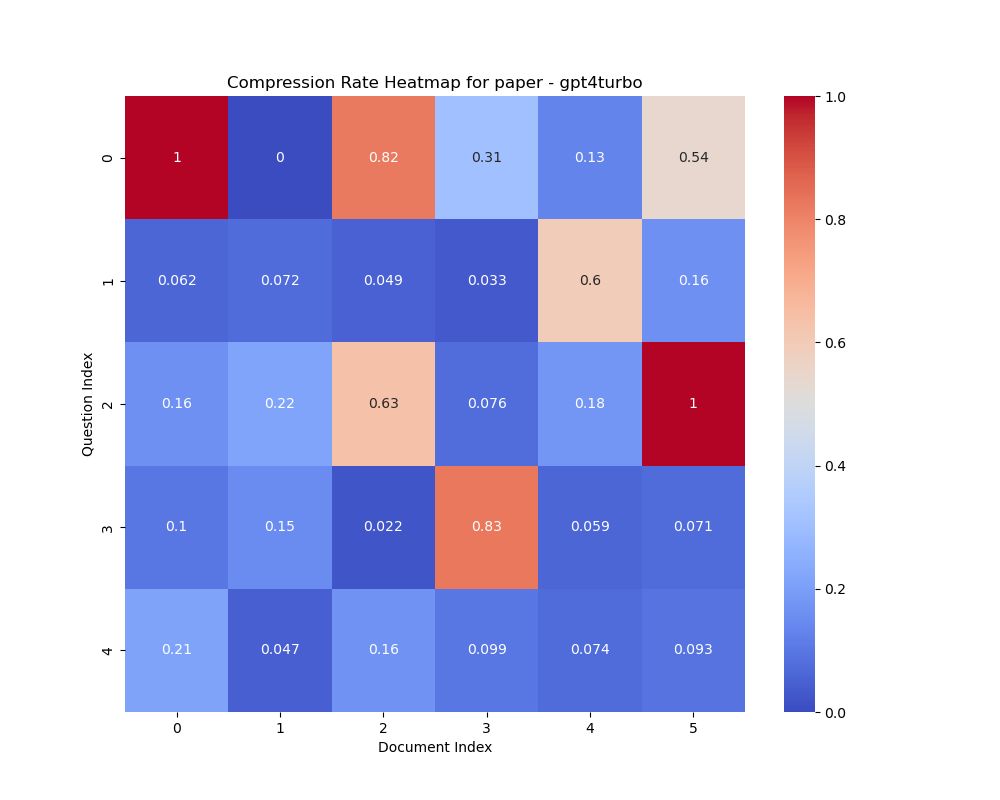 Compression Rate Heatmap for paper - gpt4turbo
1 0 0.82 0.31 0.13 0.54
0.062 0.072 0.049 0.033 0.6 0.16
0.16 0.22 0.63 0.076 0.18 1
0.1 0.15 0.022 0.83 0.059 0.071
0.21 0.047 0.16 0.099 0.074 0.093
0
1
2
3
4
Question Index
0 1 2 3 4 5
Document Index
1.0
0.8
0.6
0.4
0.2
0.0